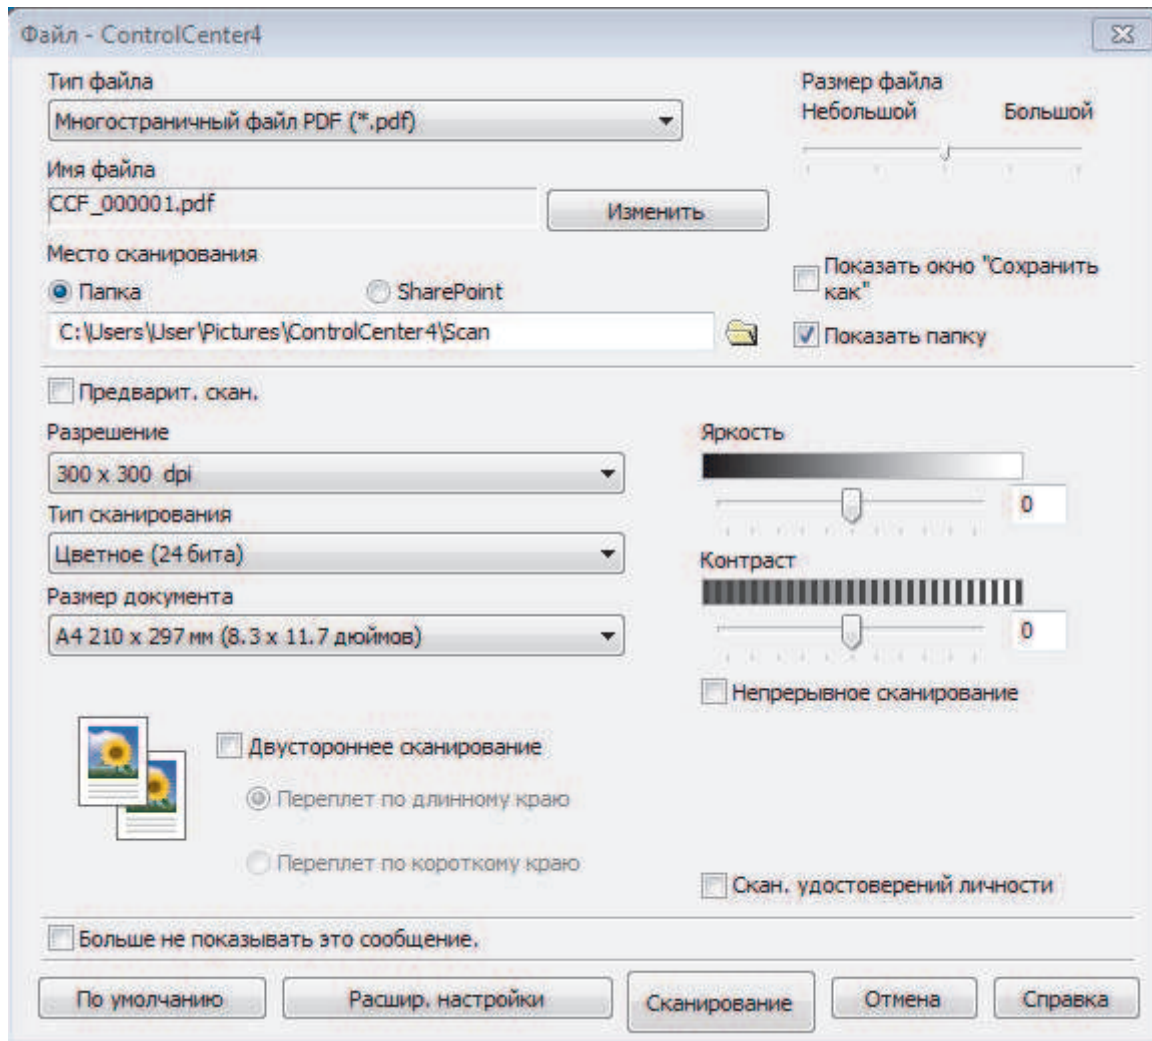 Файл - ControlCenter4
Тип файла
Размер файла
Небольшой Большой
Многостраничный файл PDF (*.pdf)
Имя файла
CCF_000001.pdf
Изменить
Место сканирования
Показать окно "Сохранить
как"
Папка SharePoint
C:\Users\User\Pictures\ControlCenter4\Scan
Показать папку
Предварит. скан.
Разрешение
Яркость
300 x 300 dpi
0
Тип сканирования
Цветное (24 бита)
Контраст
Размер документа
A4 210 x 297 мм (8.3 x 11.7 дюймов)
0
Непрерывное сканирование
Двустороннее сканирование
Переплет по длинному краю
Переплет по короткому краю
Скан. удостоверений личности
Больше не показывать это сообщение.
По умолчанию Расшир. настройки Сканирование Отмена Справка